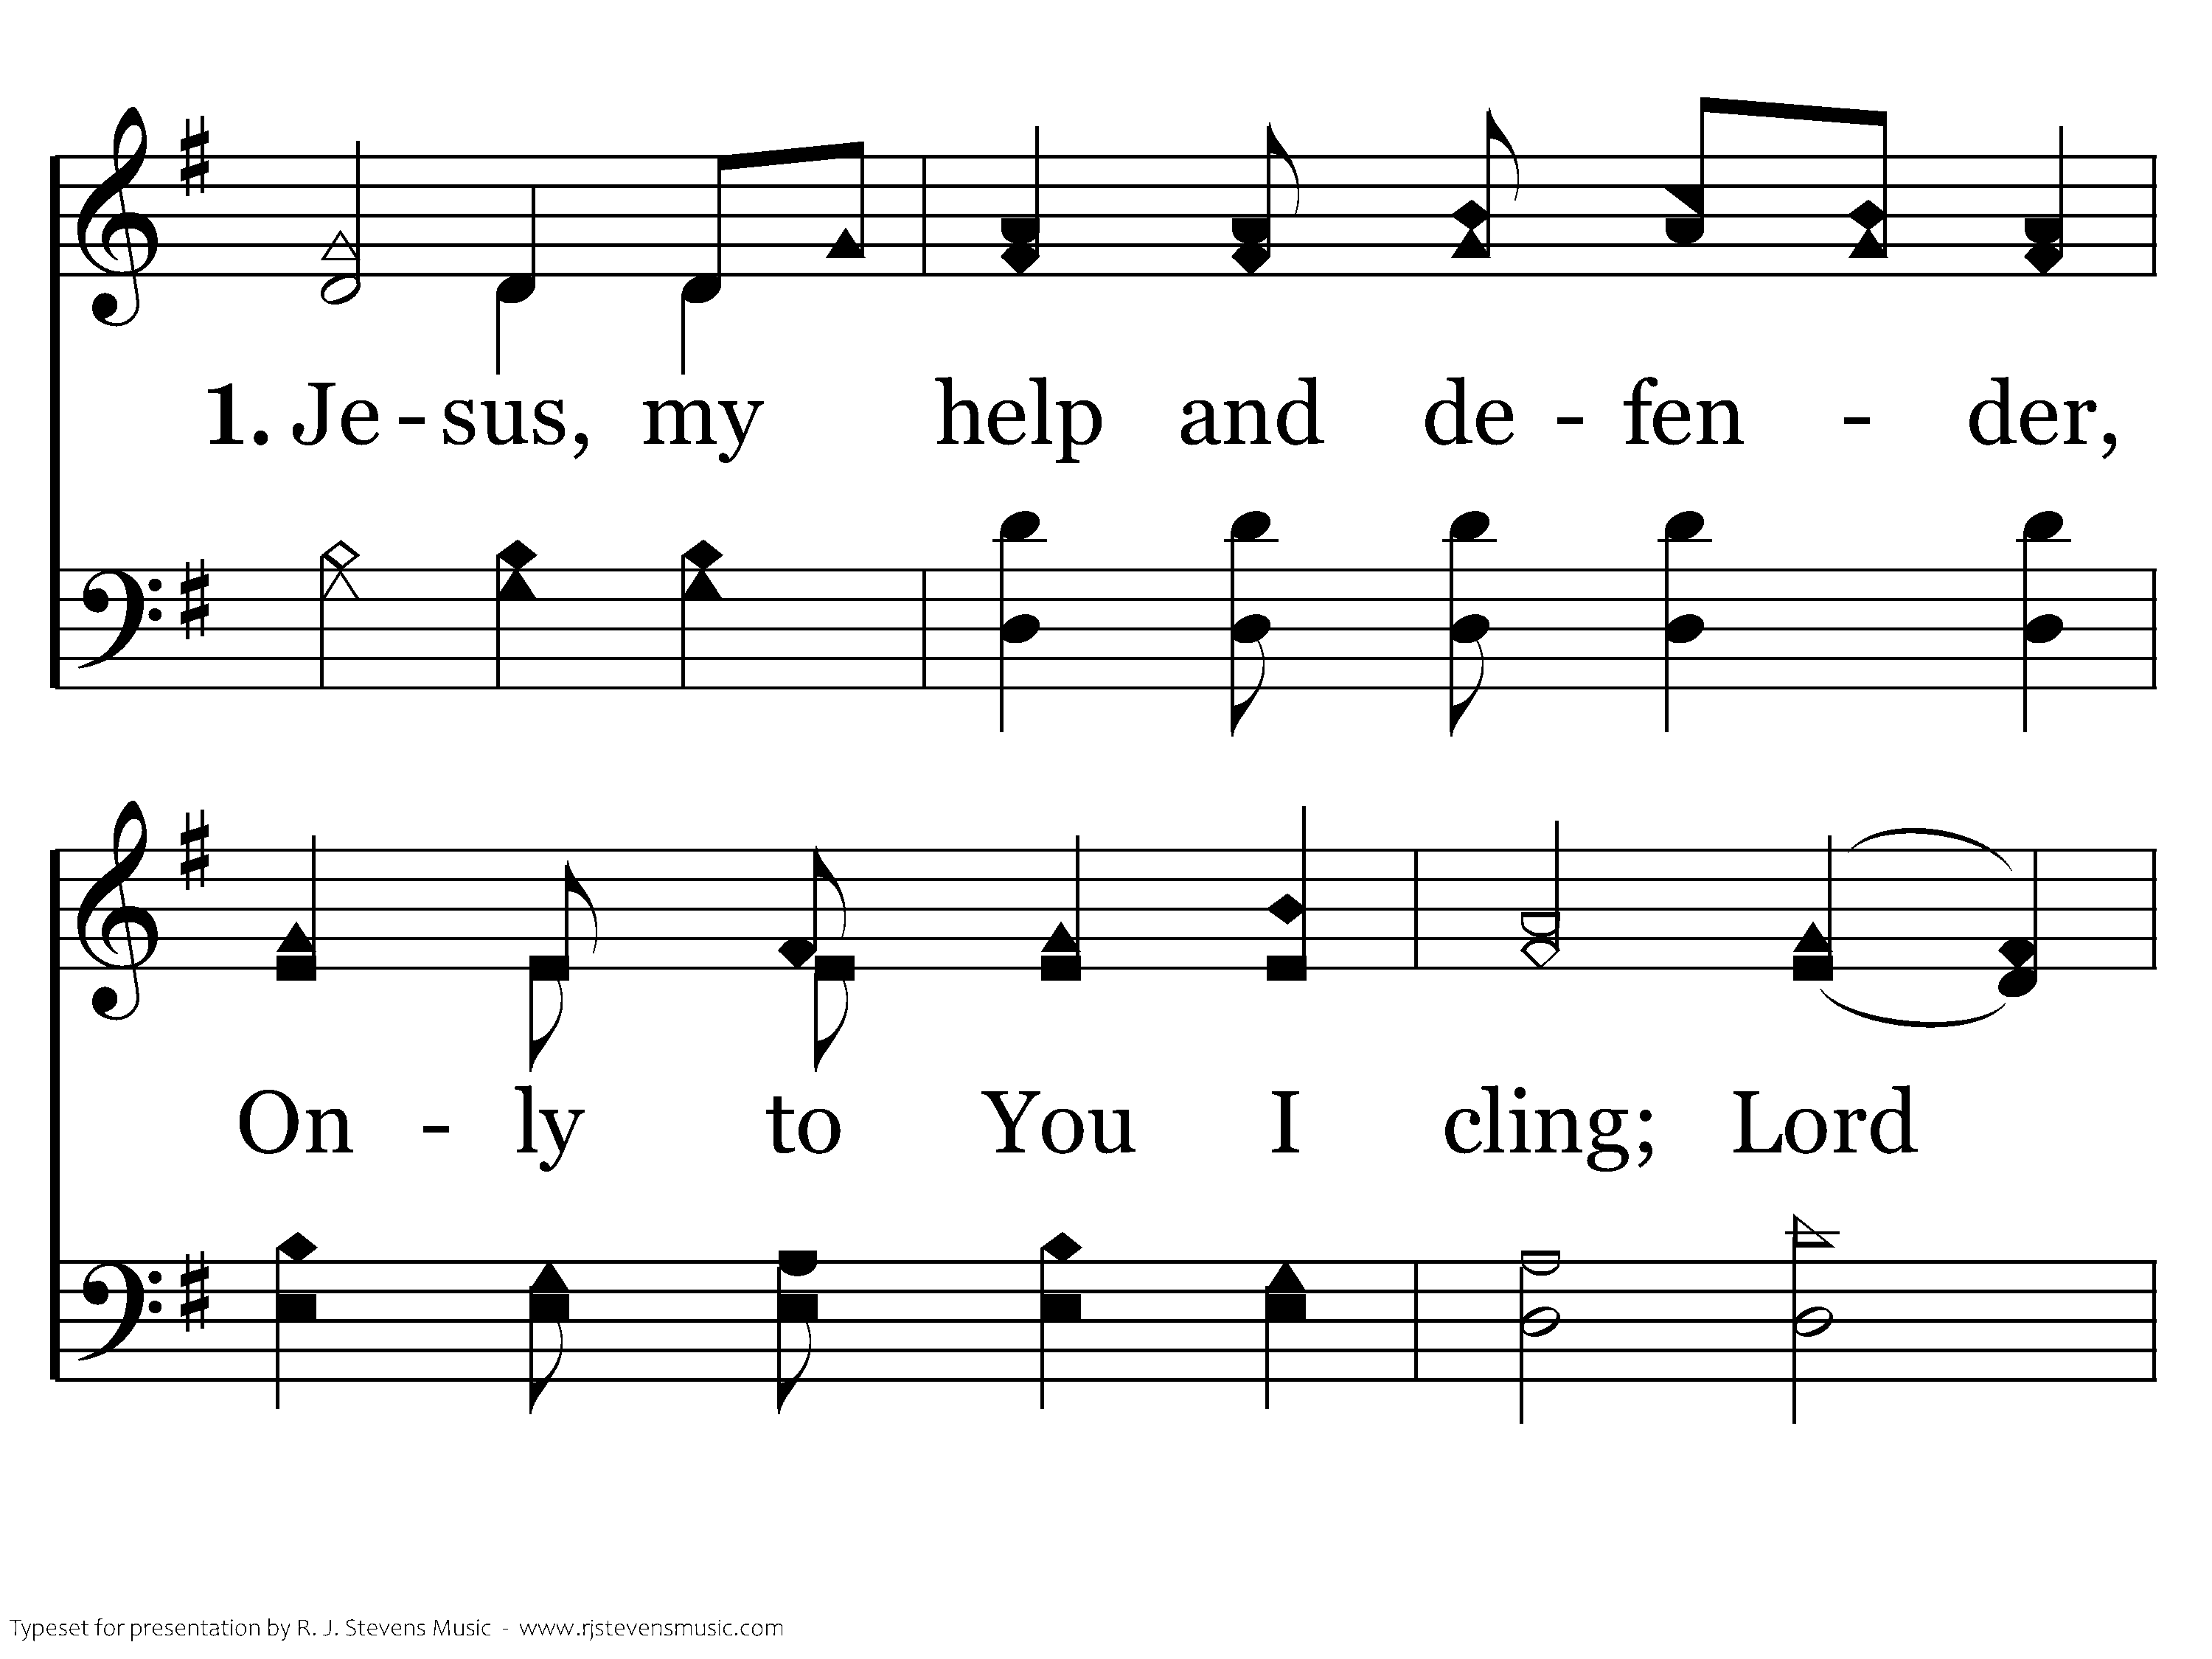 1. Je - sus, my help and de - fen - der,
On - ly to You I cling; Lord
Typeset for presentation by R. J. Stevens Music - www.rjstevensmusic.com